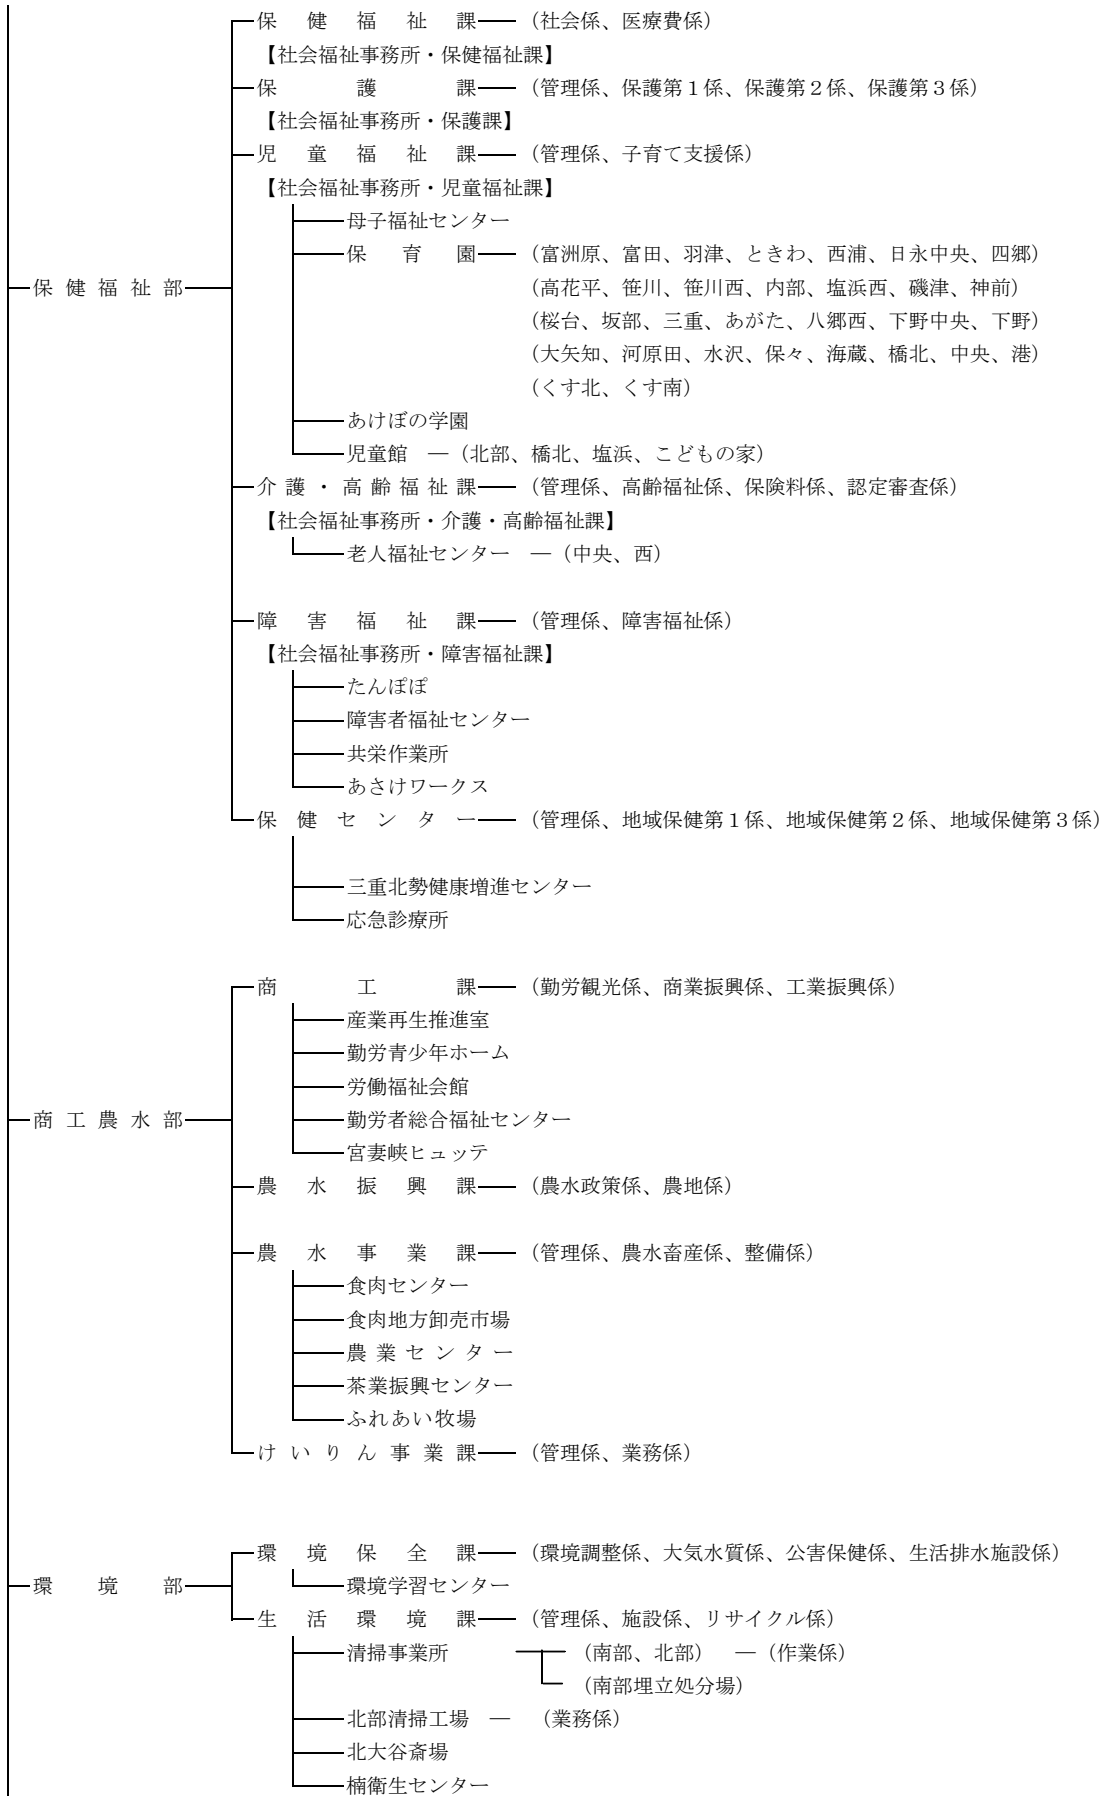 保健福祉課 (社会係、医療費係)
【社会福祉事務所・保健福祉課】
保護課 (管理係、保護第１係、保護第２係、保護第３係)
【社会福祉事務所・保護課】
児童福祉課 (管理係、子育て支援係)
【社会福祉事務所・児童福祉課】
母子福祉センター
保育園 (富洲原、富田、羽津、ときわ、西浦、日永中央、四郷)
保健福祉部 (高花平、笹川、笹川西、内部、塩浜西、磯津、神前)
(桜台、坂部、三重、あがた、八郷西、下野中央、下野)
(大矢知、河原田、水沢、保々、海蔵、橋北、中央、港)
(くす北、くす南)
あけぼの学園
児童館 ―(北部、橋北、塩浜、こどもの家)
介護・高齢福祉課 (管理係、高齢福祉係、保険料係、認定審査係)
【社会福祉事務所・介護・高齢福祉課】
老人福祉センター ―(中央、西)
障害福祉課 (管理係、障害福祉係)
【社会福祉事務所・障害福祉課】
たんぽぽ
障害者福祉センター
共栄作業所
あさけワークス
保健センター (管理係、地域保健第１係、地域保健第２係、地域保健第３係)
三重北勢健康増進センター
応急診療所
商工課 (勤労観光係、商業振興係、工業振興係)
産業再生推進室
勤労青少年ホーム
労働福祉会館
商工農水部 勤労者総合福祉センター
宮妻峡ヒュッテ
農水振興課 (農水政策係、農地係)
農水事業課 (管理係、農水畜産係、整備係)
食肉センター
食肉地方卸売市場
農業センター
茶業振興センター
ふれあい牧場
けいりん事業課 (管理係、業務係)
環境保全課 (環境調整係、大気水質係、公害保健係、生活排水施設係)
環境部 環境学習センター
生活環境課 (管理係、施設係、リサイクル係)
清掃事業所 (南部、北部) ―(作業係)
(南部埋立処分場)
北部清掃工場 ― (業務係)
北大谷斎場
楠衛生センター